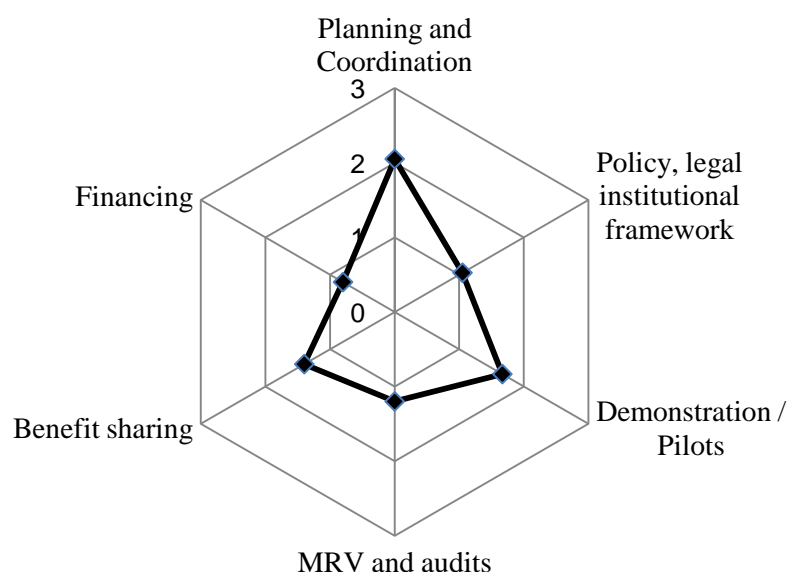 Planning and
Coordination
3
2
1
0
Policy, legal
institutional
framework
Financing
Demonstration /
Pilots
Benefit sharing
MRV and audits